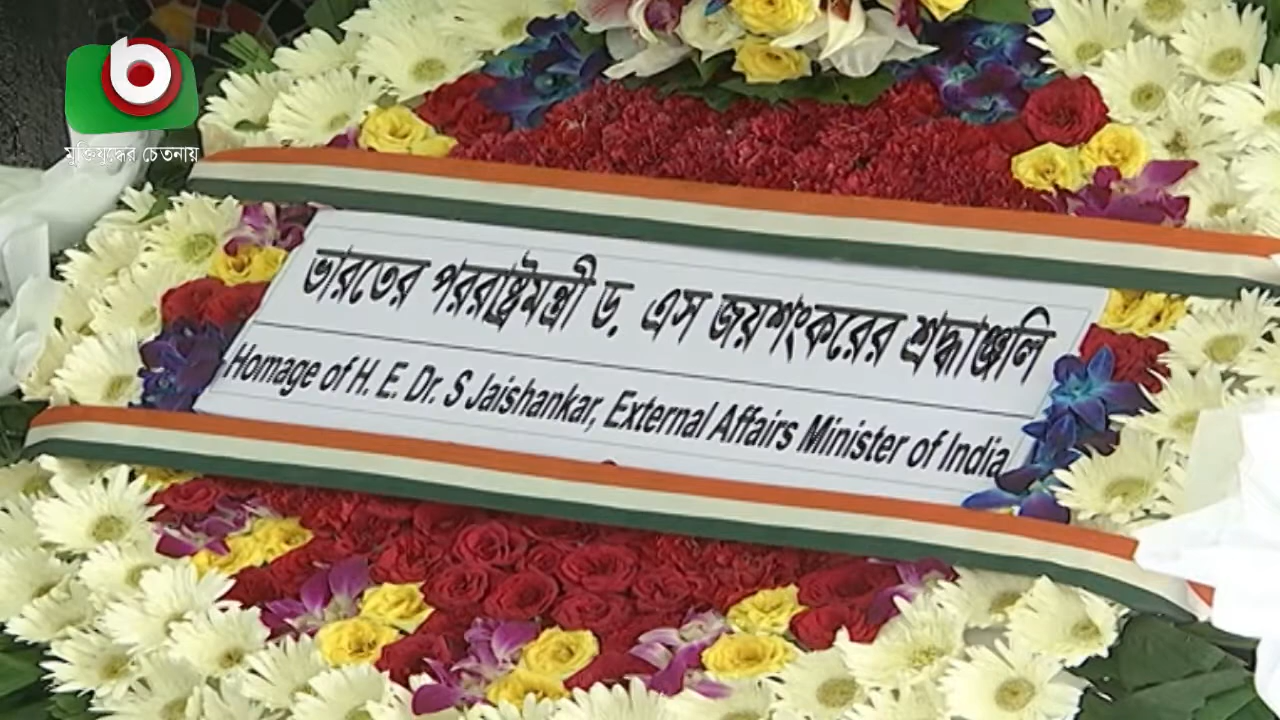 b
মুক্তিযুদ্ধের চেতনায়
ভারতের পররাষ্ট্রমন্ত্রী ড. এস জয়শংকরের শ্রদ্ধাঞ্জলি
Homage of H. E. Dr. S Jaishankar, External Affairs Minister of India